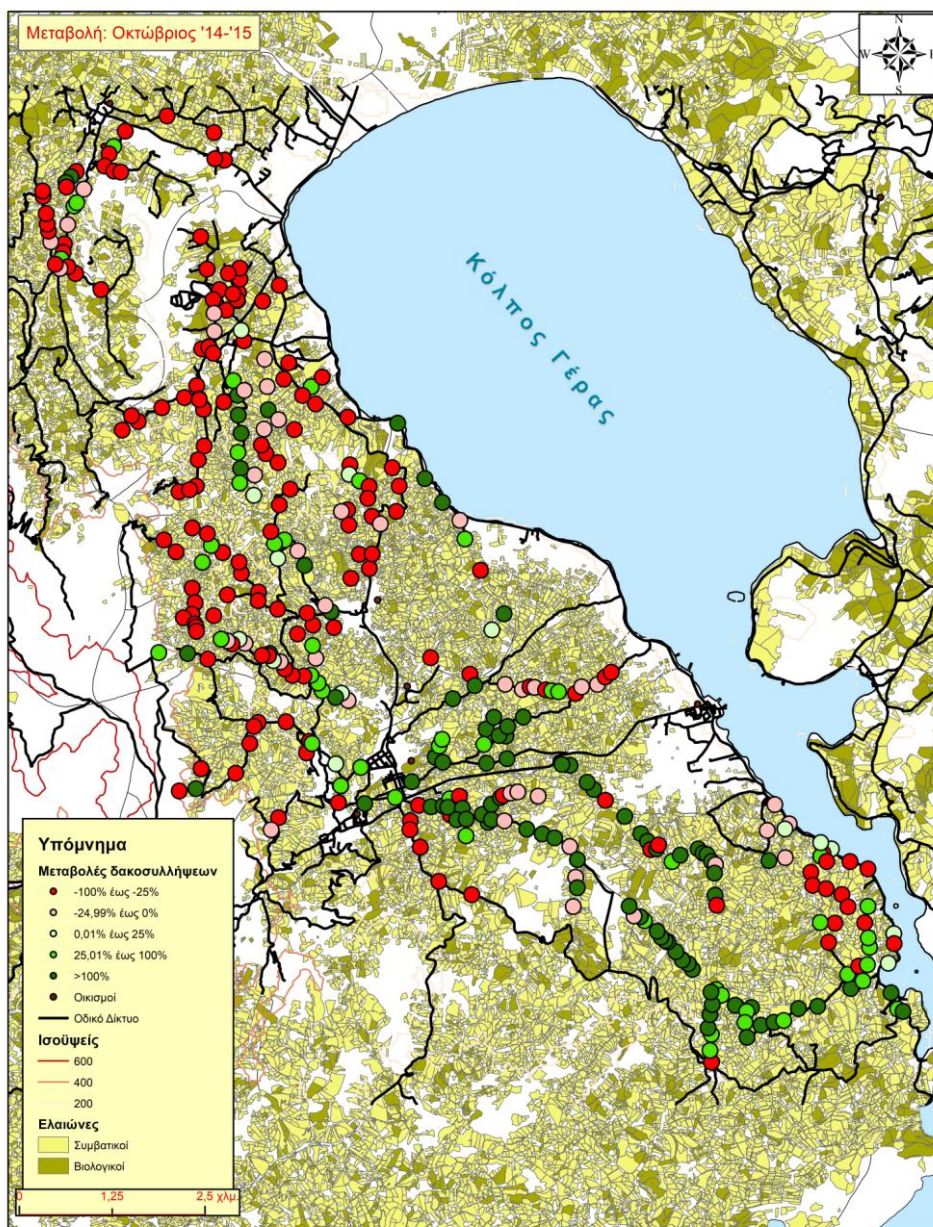 Μεταβολή: Οκτώβριος '14-'15
N
W E
S
Κόλπος Γέρας
Υπόμνημα
Μεταβολές δακοσυλλήψεων
-100% έως -25%
-24,99% έως 0%
0,01% έως 25%
25,01% έως 100%
>100%
Οικισμοί
Οδικό Δίκτυο
Ισοϋψείς
600
400
200
Ελαιώνες
Συμβατικοί
Βιολογικοί
0 1,25 2,5 χλμ.